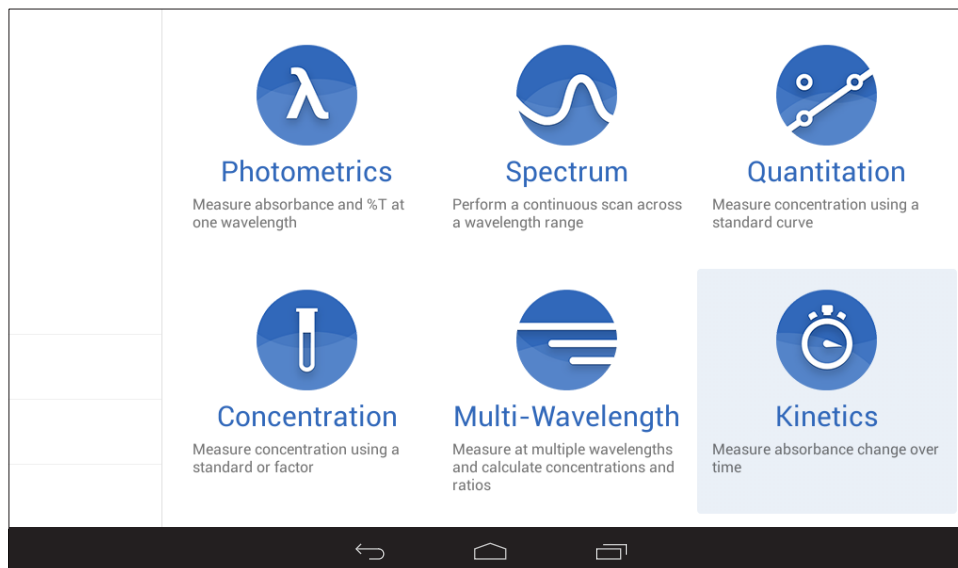 λ
Photometrics
Measure absorbance and %T at
one wavelength
Spectrum
Perform a continuous scan across
a wavelength range
Quantitation
Measure concentration using a
standard curve
Concentration
Measure concentration using a
standard or factor
Multi-Wavelength
Measure at multiple wavelengths
and calculate concentrations and
ratios
Kinetics
Measure absorbance change over
time